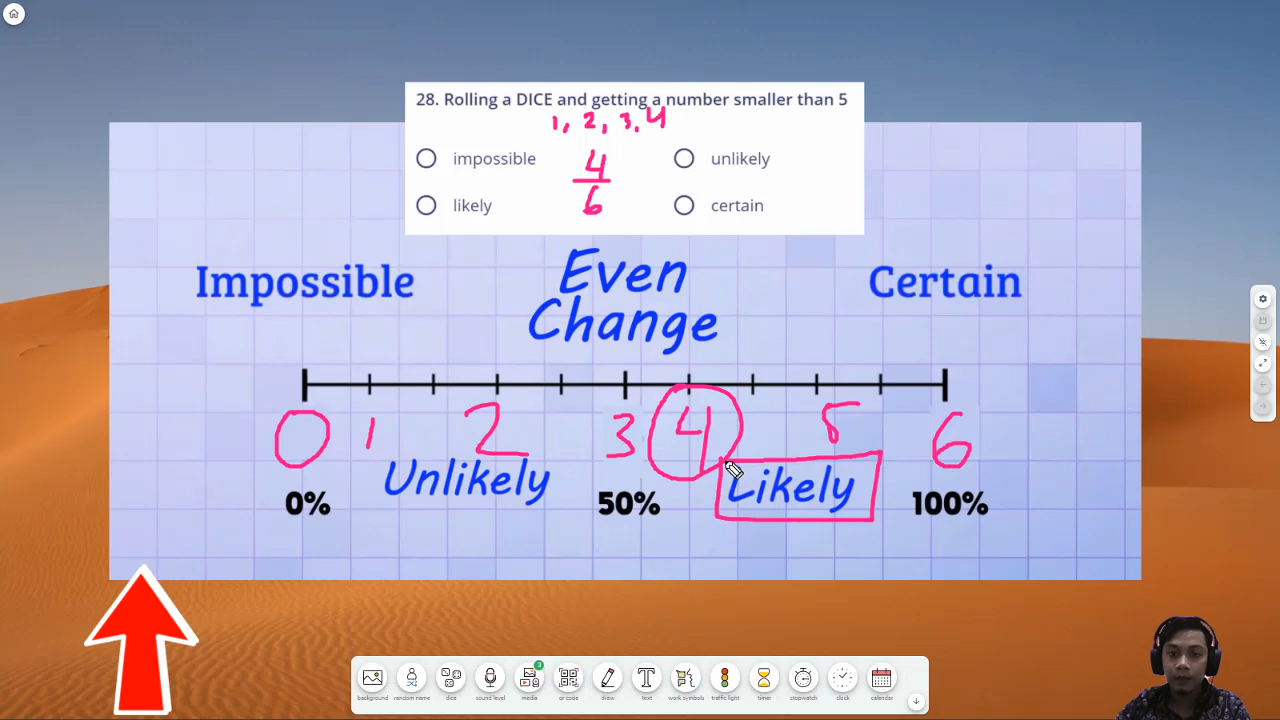 28. Rolling a DICE and getting a number smaller than 5
1, 2, 3, 4
impossible
unlikely
4
6
likely
certain
Impossible
Even
Change
Certain
0 1 2 3 4 5 6
Unlikely
Likely
0%
50%
100%
background
random name
dice
sound level
3
media
qr code
draw
text
work symbols
traffic light
timer
stopwatch
clock
calendar